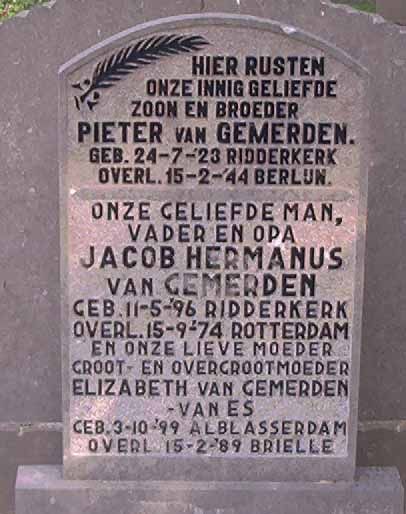 HIER RUSTEN
ONZE INNIG GELIEFDE
ZOON EN BROEDER
PIETER VAN GEMERDEN.
GEB. 24-7-'23 RIDDERKERK
OVERL. 15-2-'44 BERLIJN.
ONZE GELIEFDE MAN,
VADER EN OPA
JACOB HERMANUS
VAN GEMERDEN
GEB. 11-5-'96 RIDDERKERK
OVERL. 15-9-'74 ROTTERDAM
EN ONZE LIEVE MOEDER
GROOT- EN OVERGROOTMOEDER
ELIZABETH VAN GEMERDEN
-VAN ES
GEB. 3-10-'99 ALBLASSERDAM
OVERL. 15-2-'89 BRIELLE